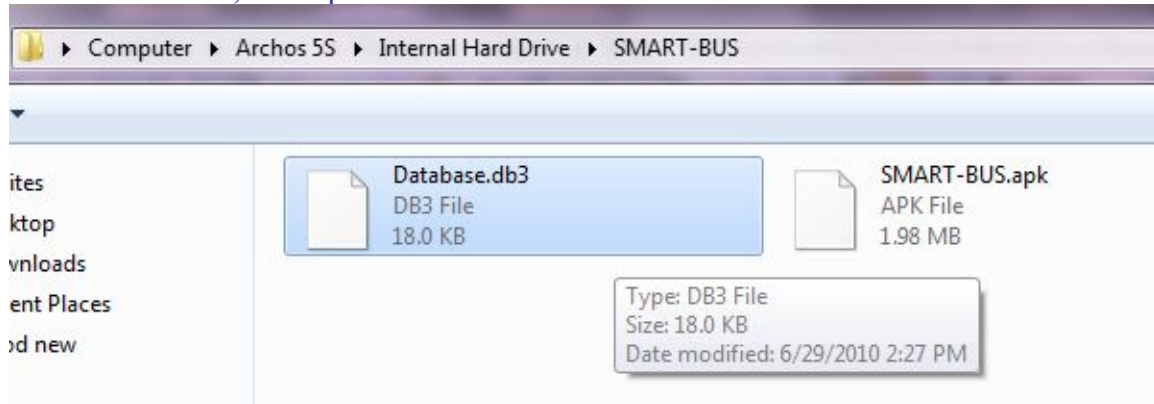 Computer ▸ Archos 5S ▸ Internal Hard Drive ▸ SMART-BUS
ites
ktop
vnloads
ent Places
od new
Database.db3
DB3 File
18.0 KB
SMART-BUS.apk
APK File
1.98 MB
Type: DB3 File
Size: 18.0 KB
Date modified: 6/29/2010 2:27 PM